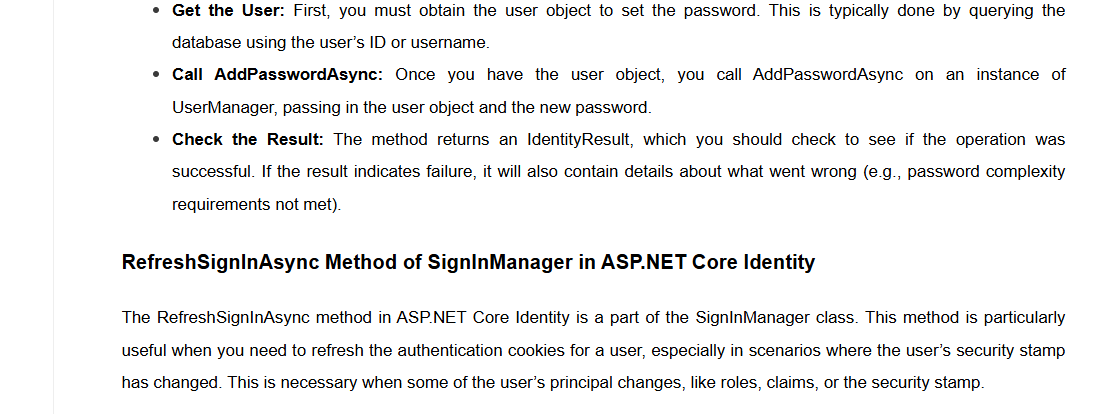 Get the User: First, you must obtain the user object to set the password. This is typically done by querying the
database using the user’s ID or username.
Call AddPasswordAsync: Once you have the user object, you call AddPasswordAsync on an instance of
UserManager, passing in the user object and the new password.
Check the Result: The method returns an IdentityResult, which you should check to see if the operation was
successful. If the result indicates failure, it will also contain details about what went wrong (e.g., password complexity
requirements not met).
RefreshSignInAsync Method of SignInManager in ASP.NET Core Identity
The RefreshSignInAsync method in ASP.NET Core Identity is a part of the SignInManager class. This method is particularly
useful when you need to refresh the authentication cookies for a user, especially in scenarios where the user’s security stamp
has changed. This is necessary when some of the user’s principal changes, like roles, claims, or the security stamp.